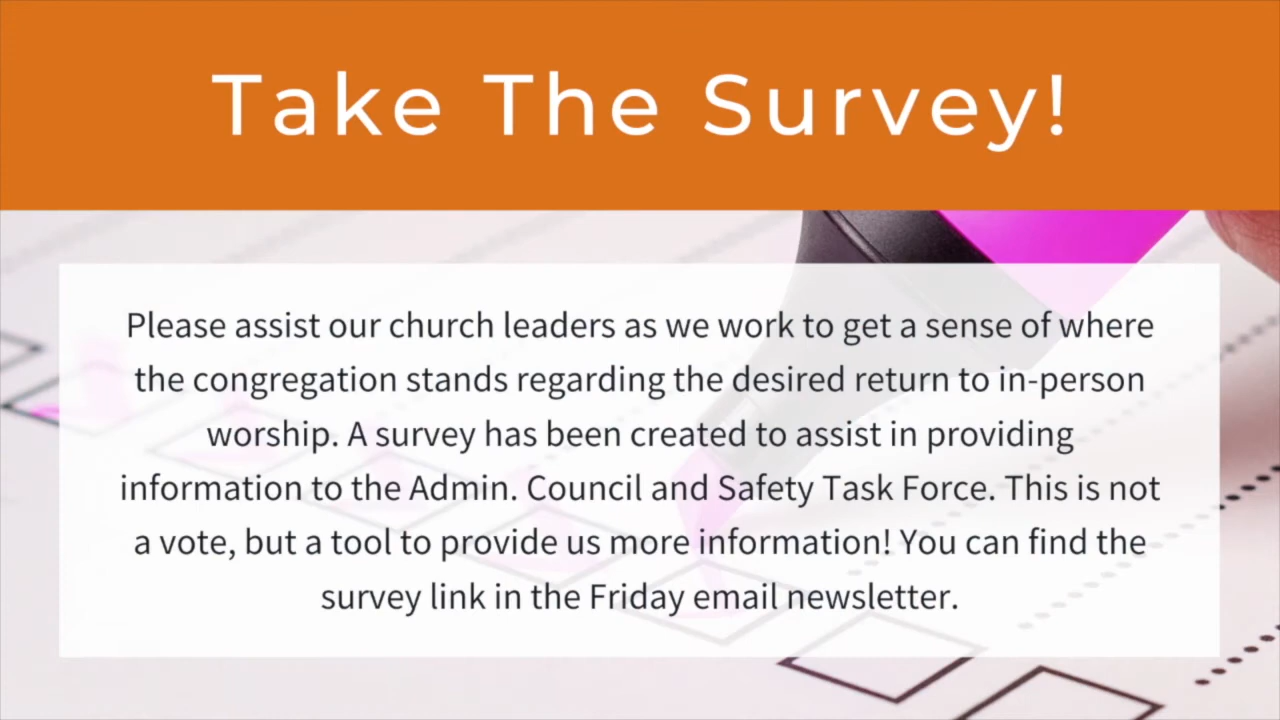 Take The Survey!
Please assist our church leaders as we work to get a sense of where
the congregation stands regarding the desired return to in-person
worship. A survey has been created to assist in providing
information to the Admin. Council and Safety Task Force. This is not
a vote, but a tool to provide us more information! You can find the
survey link in the Friday email newsletter.